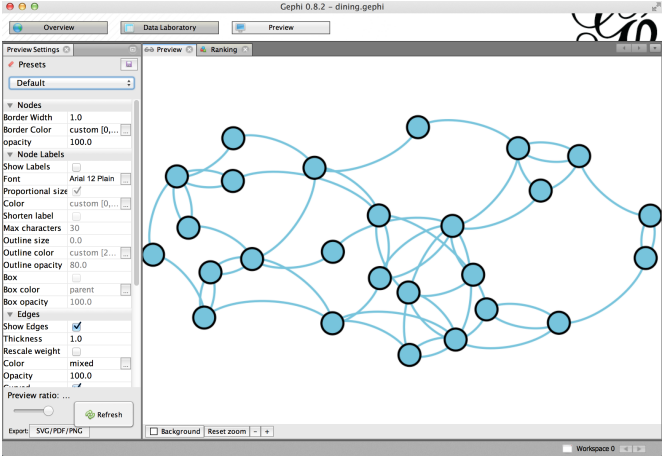 Gephi 0.8.2 - dining.gephi
Overview
Data Laboratory
Preview
Preview Settings
Preview
Ranking
Presets
Default
Nodes
Border Width 1.0
Border Color custom [0,... ...
opacity 100.0
Node Labels
Show Labels
Font Arial 12 Plain ...
Proportional size
Color custom [0,... ...
Shorten label
Max characters 30
Outline size 0.0
Outline color custom [2... ...
Outline opacity 80.0
Box
Box color parent ...
Box opacity 100.0
Edges
Show Edges
Thickness 1.0
Rescale weight
Color mixed ...
Opacity 100.0
Curved
Preview ratio: ...
Refresh
Export: SVG/PDF/PNG
Background Reset zoom - +
Workspace 0